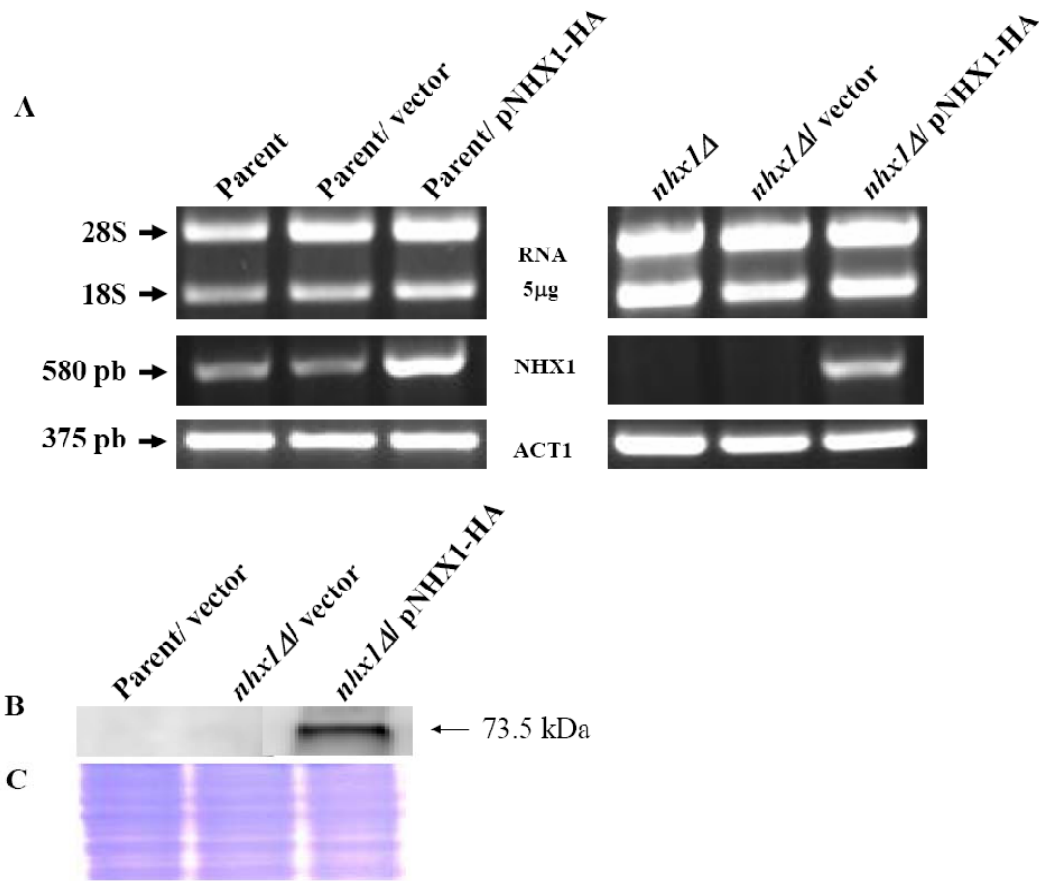 A
Parent
Parent/ vector
Parent/ pNHX1-HA
nhx1Δ
nhx1Δ/ vector
nhx1Δ/ pNHX1-HA
28S
18S
RNA
5μg
580 pb
NHX1
375 pb
ACT1
Parent/ vector
nhx1Δ/ vector
nhx1Δ/ pNHX1-HA
B
73.5 kDa
C